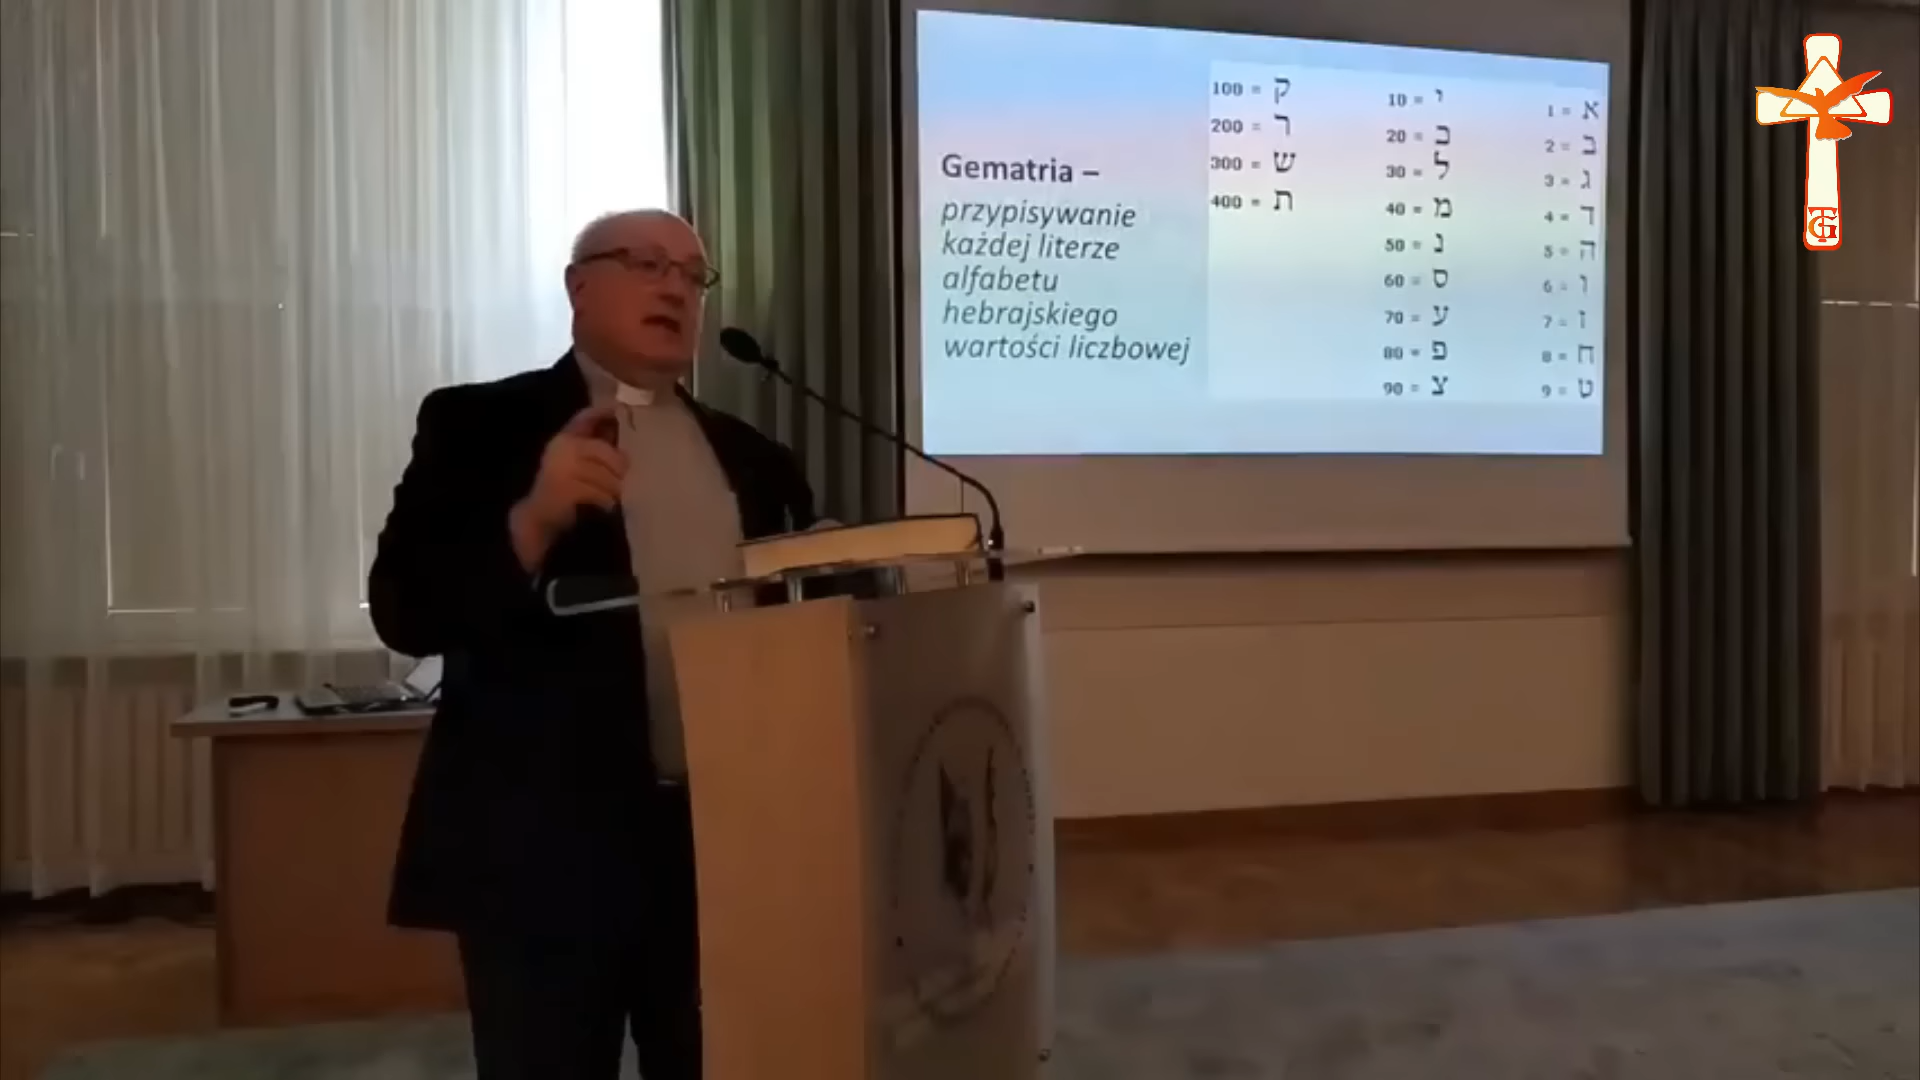 Gematria –
przypisywanie
każdej literze
alfabetu
hebrajskiego
wartości liczbowej
100 = ק
200 = ר
300 = ש
400 = ת
10 = י
20 = כ
30 = ל
40 = מ
50 = נ
60 = ס
70 = ע
80 = פ
90 = צ
1 = א
2 = ב
3 = ג
4 = ד
5 = ה
6 = ו
7 = ז
8 = ח
9 = ט